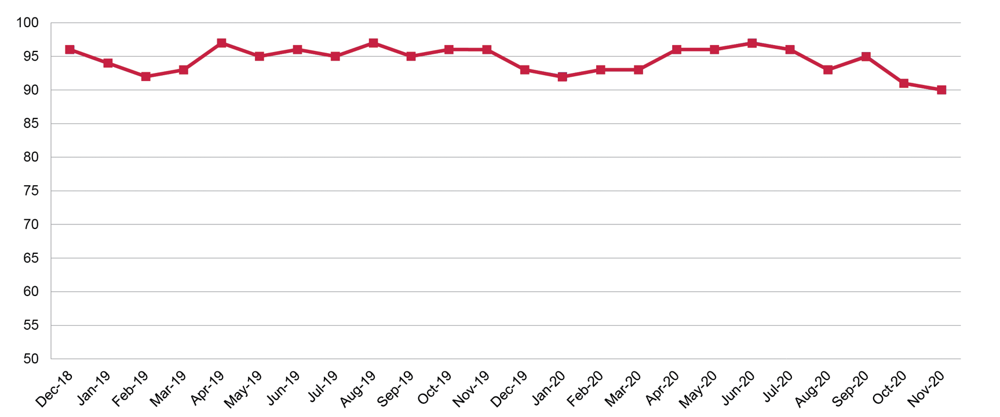 100
95
90
85
80
75
70
65
60
55
50
Dec-18
Jan-19
Feb-19
Mar-19
Apr-19
May-19
Jun-19
Jul-19
Aug-19
Sep-19
Oct-19
Nov-19
Dec-19
Jan-20
Feb-20
Mar-20
Apr-20
May-20
Jun-20
Jul-20
Aug-20
Sep-20
Oct-20
Nov-20